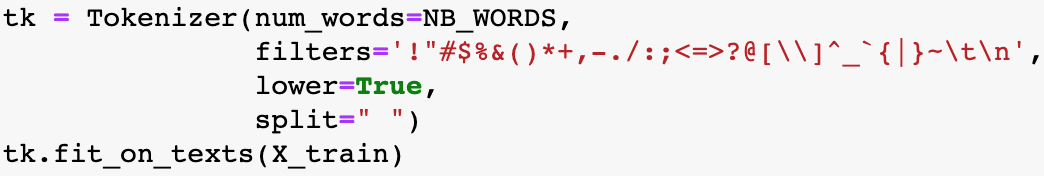 tk = Tokenizer(num_words=NB_WORDS,
filters='!"#$%&()*+,-./:;<=>?@[\\]^_`{|}~\t\n',
lower=True,
split=" ")
tk.fit_on_texts(X_train)